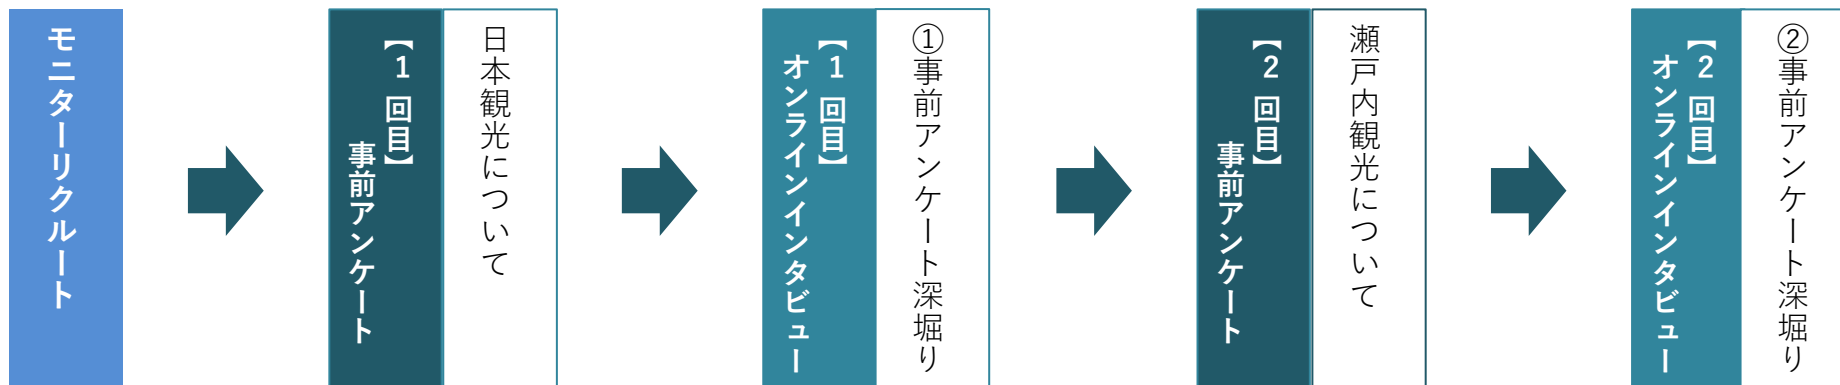 モニターリクルート
【1回目】
事前アンケート
日本観光について
【1回目】
オンラインインタビュー
①事前アンケート深堀り
【2回目】
事前アンケート
瀬戸内観光について
【2回目】
オンラインインタビュー
②事前アンケート深堀り